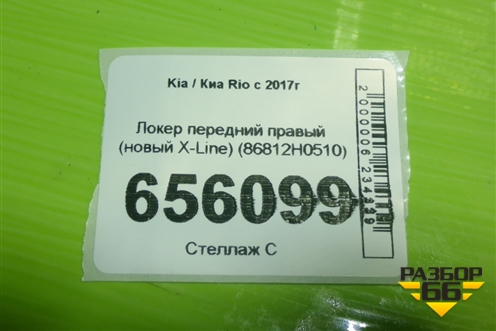 Kia / Киа Rio с 2017г
Локер передний правый
(новый X-Line) (86812H0510)
656099
Стеллаж С
РАЗБОР
66